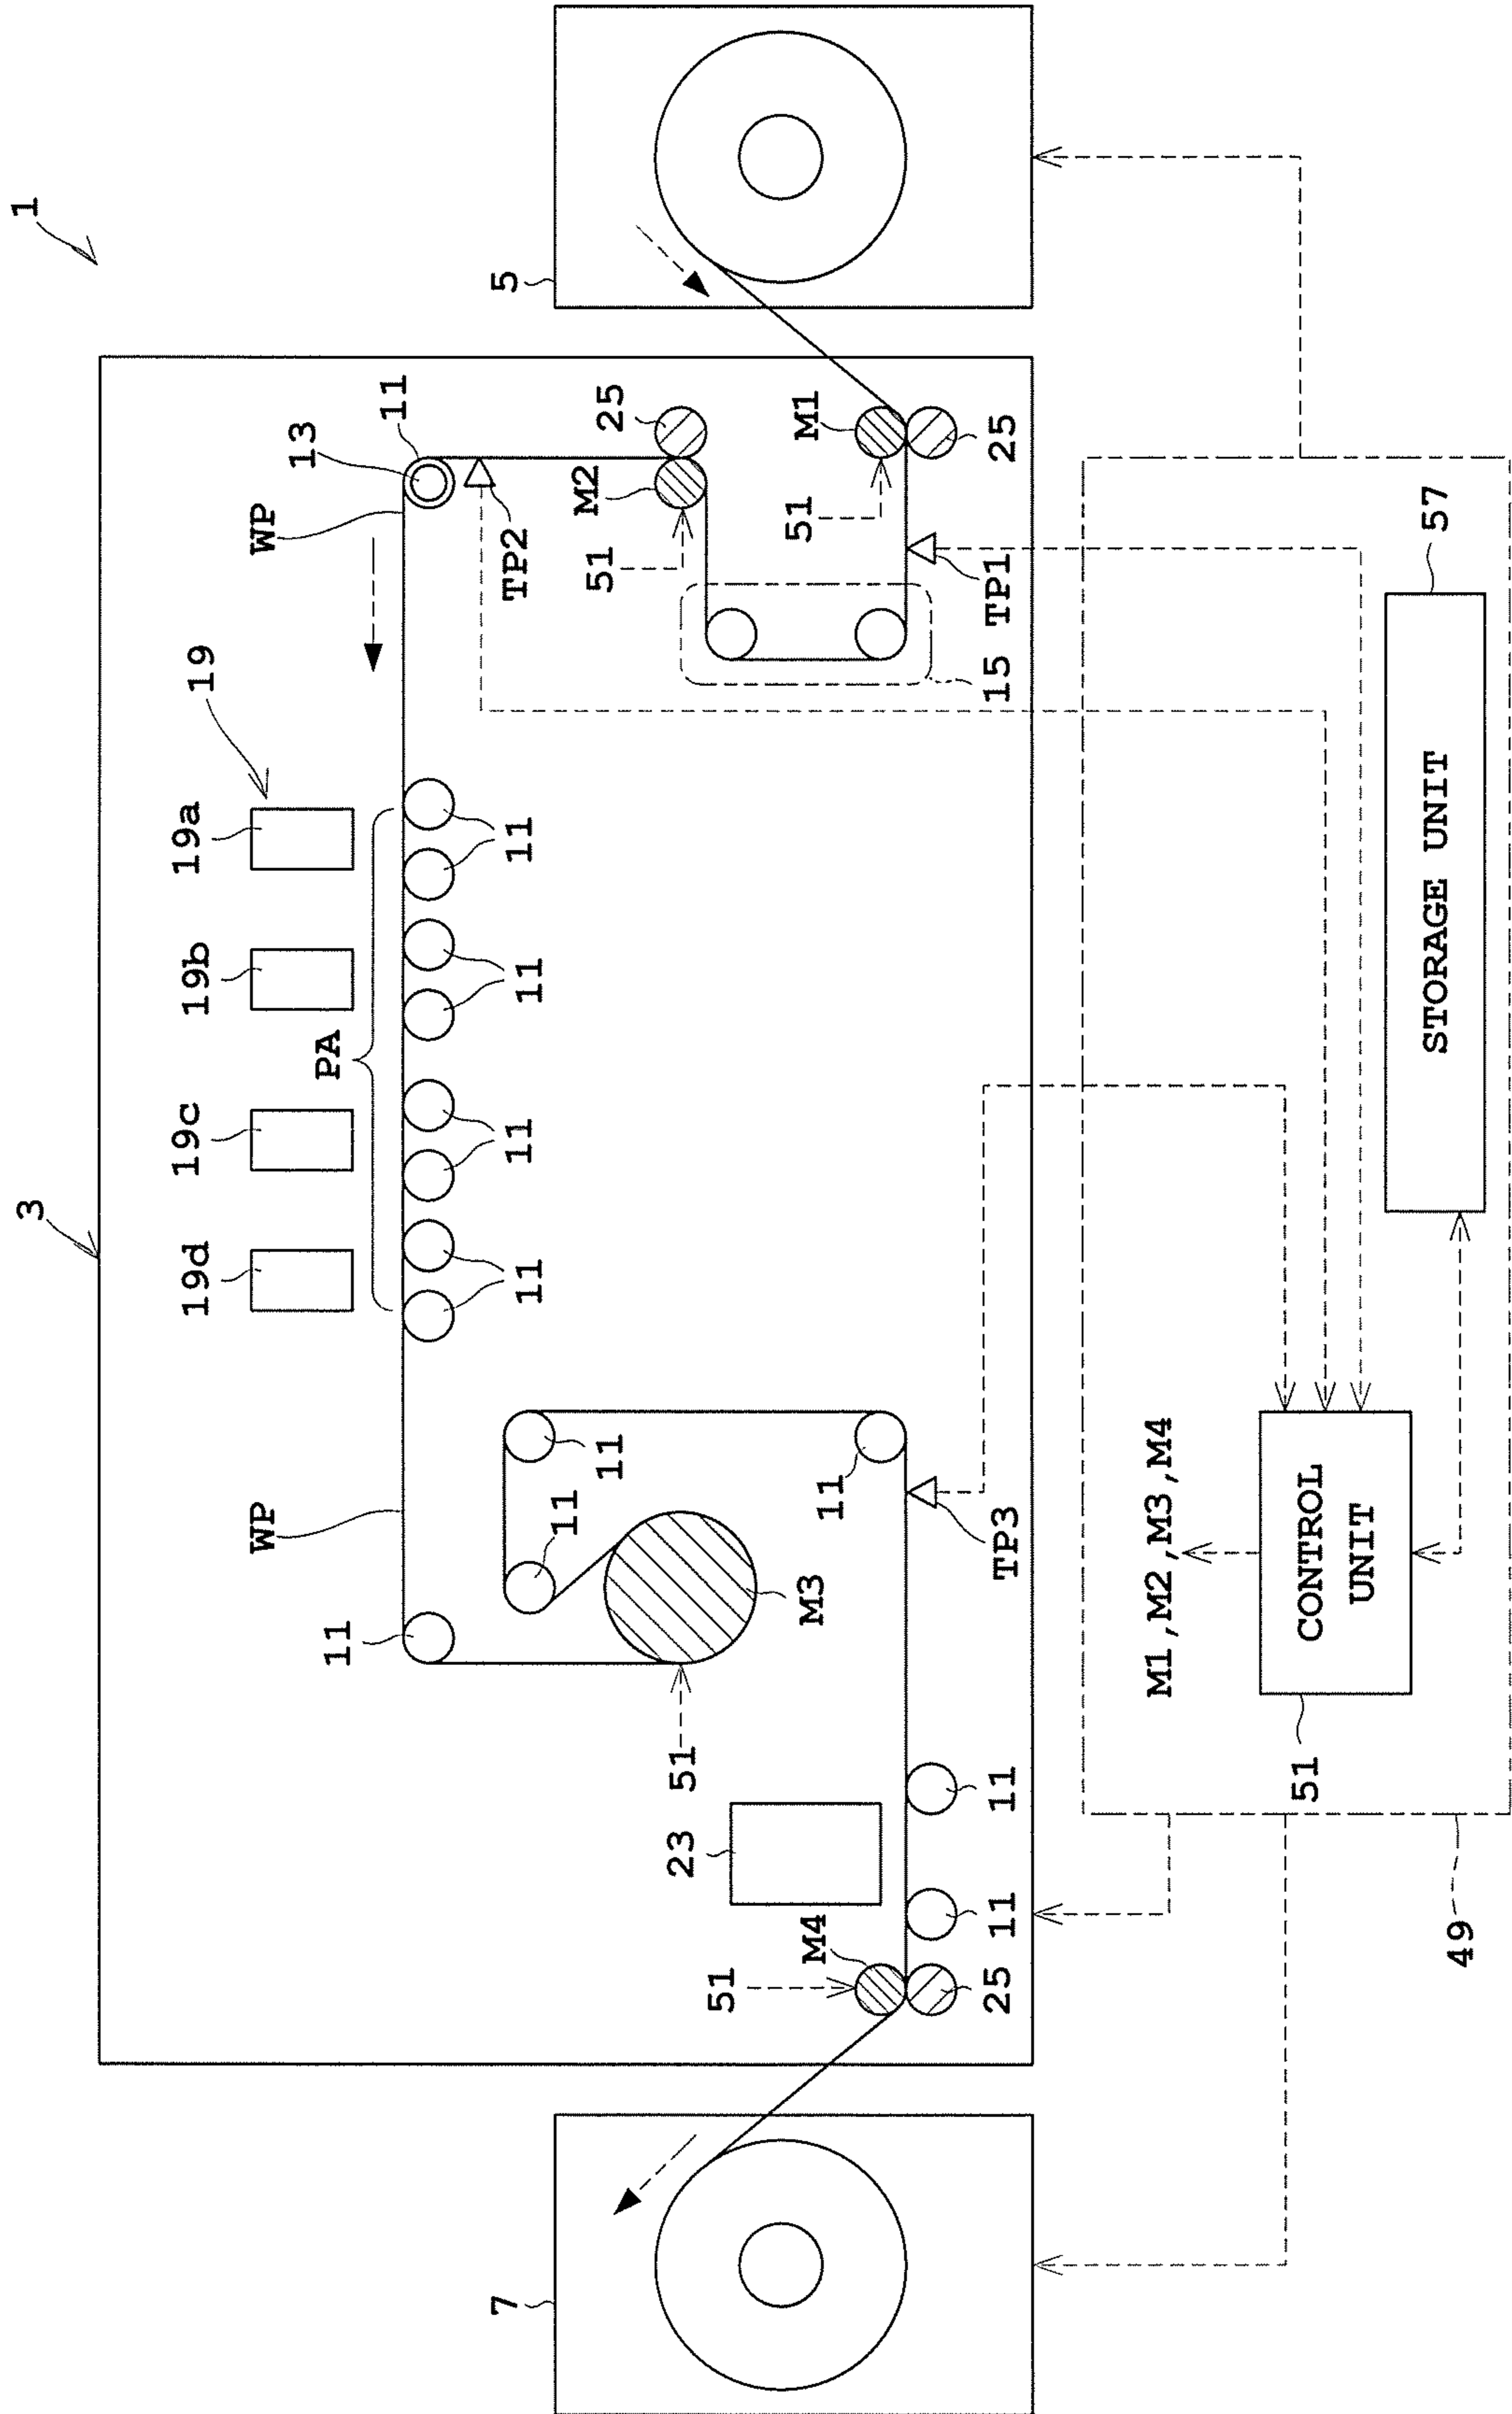 1
3
19
19d
19c
19b
19a
WP
WP
13
11
PA
11
11
11
11
11
5
7
TP2
25
M2
51
11
11
M3
51
M1
51
23
11
M4
51
15
TP1
25
TP3
11
11
25
M1,M2,M3,M4
CONTROL
UNIT
51
STORAGE UNIT
57
49